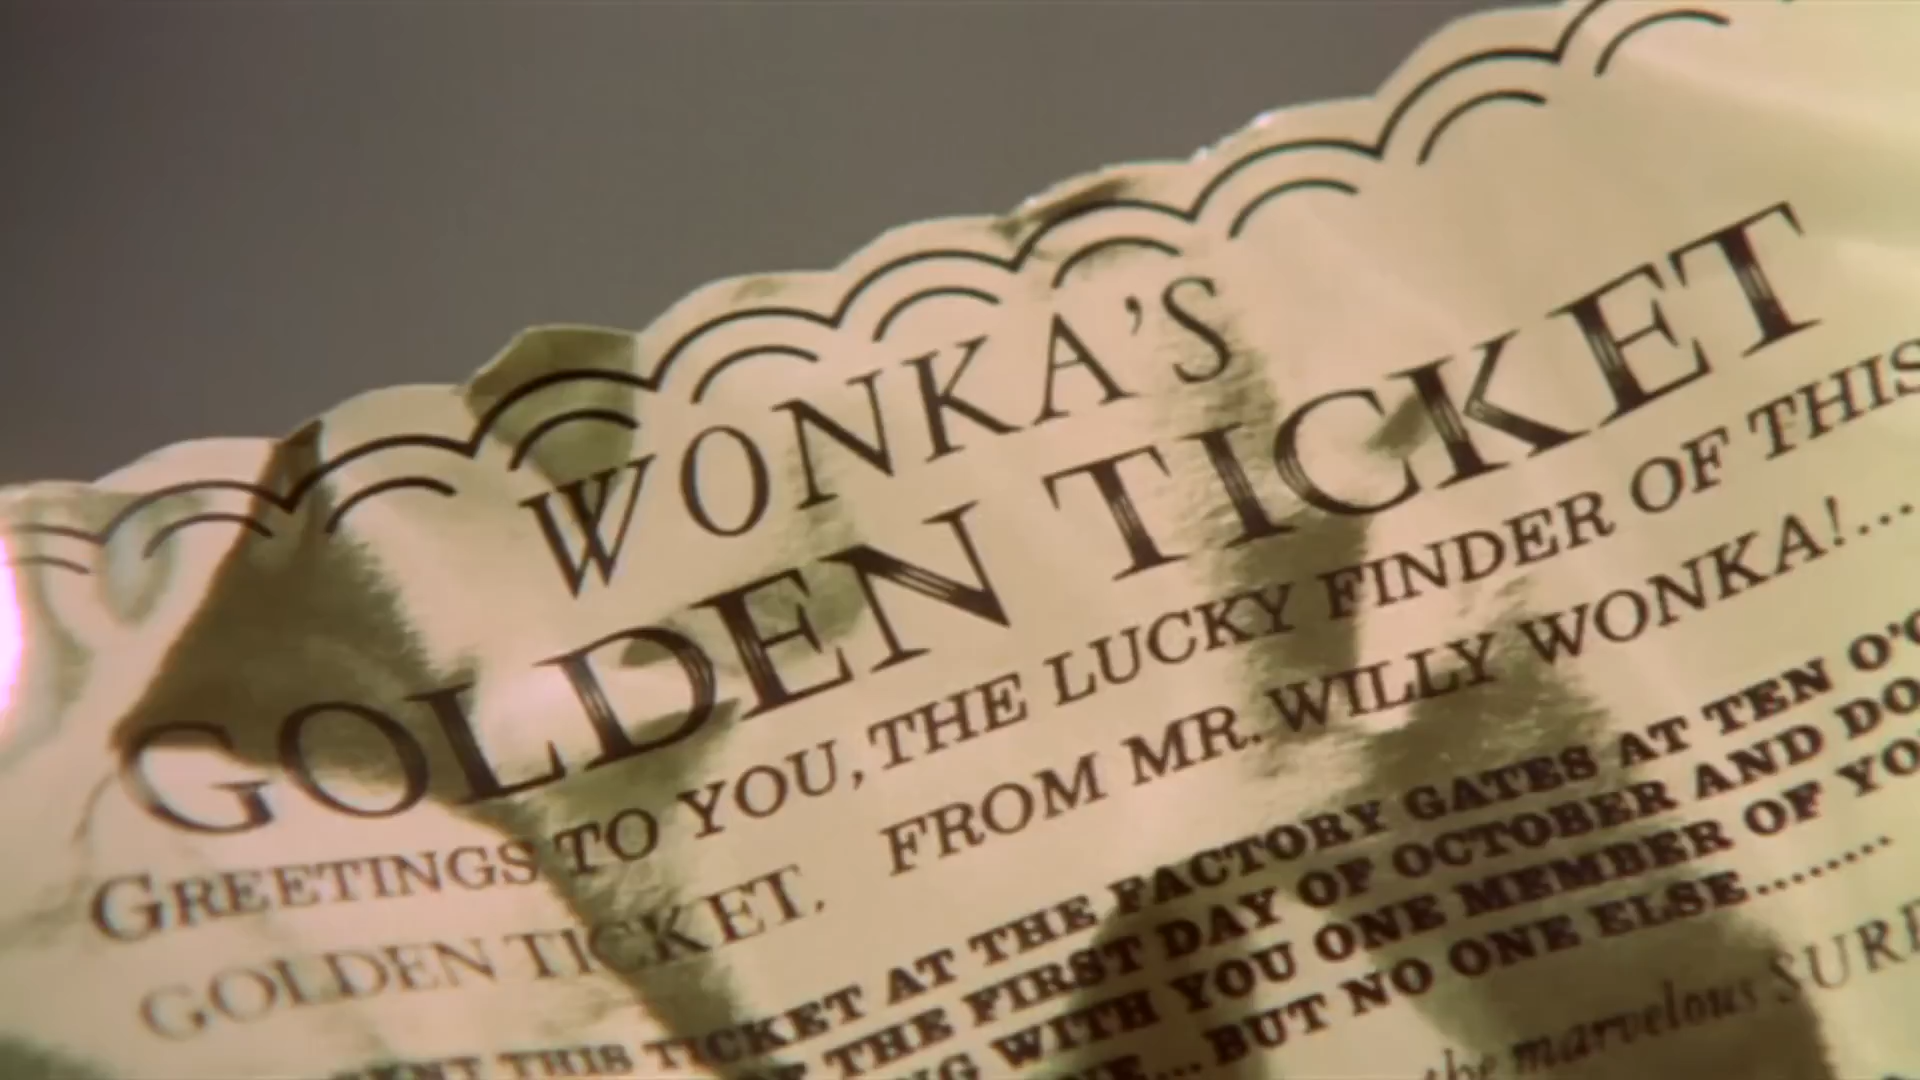 WONKA'S
GOLDEN TICKET
GREETINGS TO YOU, THE LUCKY FINDER OF THIS
GOLDEN TICKET, FROM MR. WILLY WONKA!...
THIS TICKET AT THE FACTORY GATES AT TEN
THE FIRST DAY OF OCTOBER AND
WITH YOU ONE MEMBER OF
...BUT NO ONE ELSE........
the marvelous